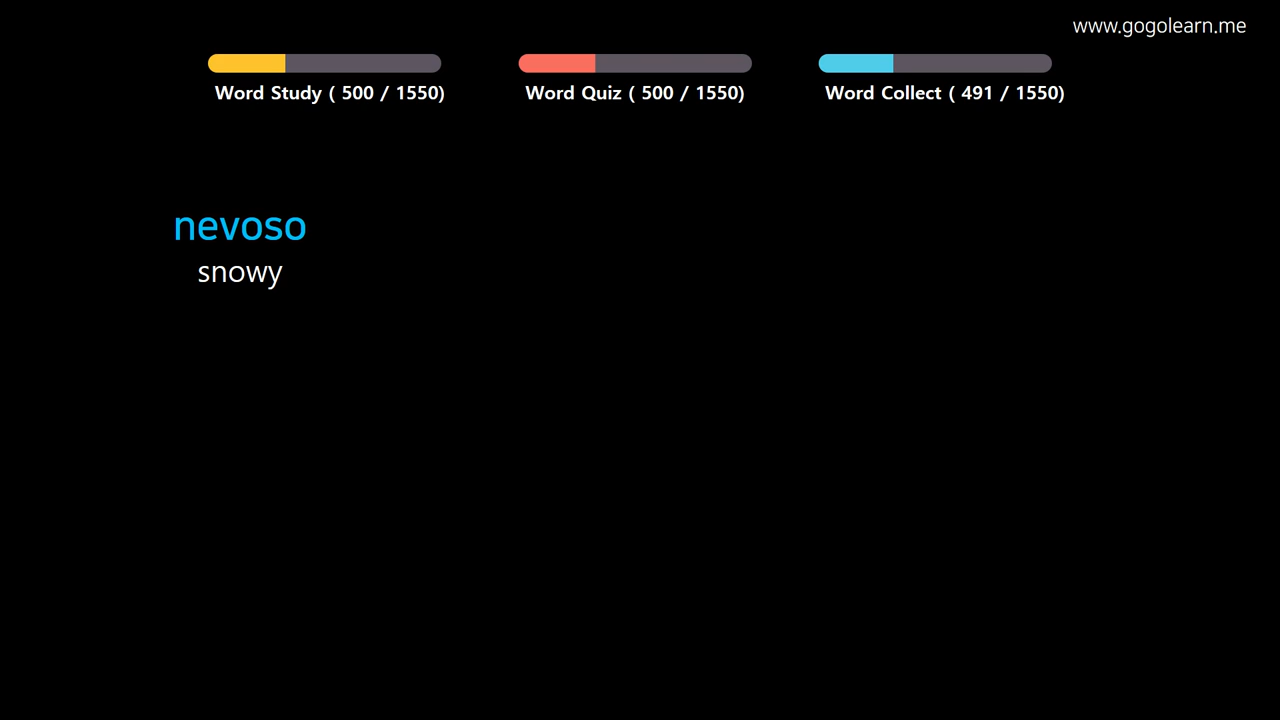 www.gogolearn.me
Word Study ( 500 / 1550)
Word Quiz ( 500 / 1550)
Word Collect ( 491 / 1550)
nevoso
snowy